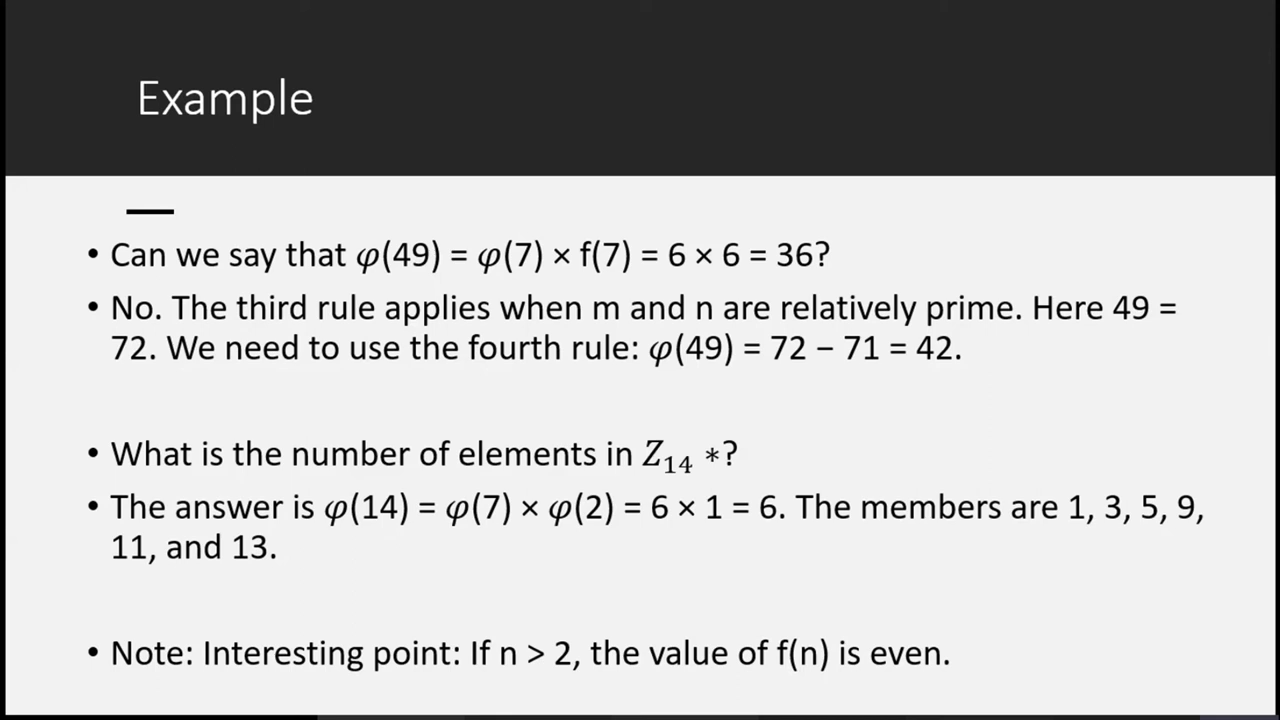 Example
• Can we say that φ(49) = φ(7) × f(7) = 6 × 6 = 36?
• No. The third rule applies when m and n are relatively prime. Here 49 =
72. We need to use the fourth rule: φ(49) = 72 − 71 = 42.
• What is the number of elements in Z₁₄ ∗?
• The answer is φ(14) = φ(7) × φ(2) = 6 × 1 = 6. The members are 1, 3, 5, 9,
11, and 13.
• Note: Interesting point: If n > 2, the value of f(n) is even.